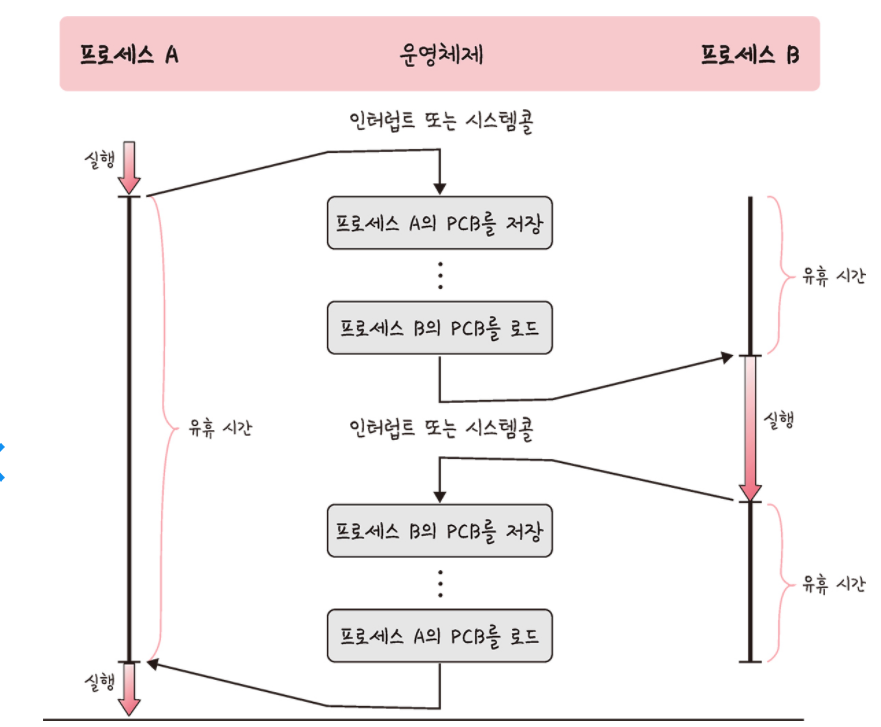 프로세스 A
운영체제
프로세스 B
인터럽트 또는 시스템콜
실행
프로세스 A의 PCB를 저장
유휴 시간
프로세스 B의 PCB를 로드
실행
유휴 시간
인터럽트 또는 시스템콜
프로세스 B의 PCB를 저장
유휴 시간
프로세스 A의 PCB를 로드
실행